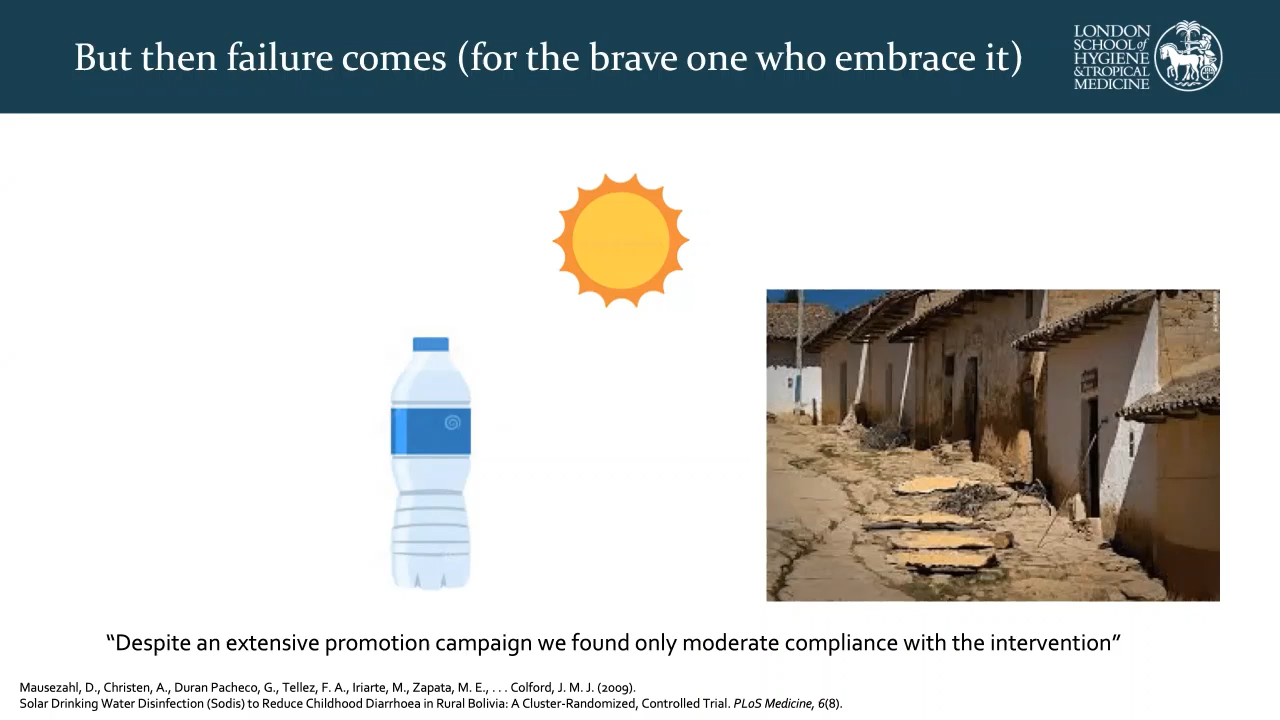 But then failure comes (for the brave one who embrace it)
LONDON
SCHOOL of
HYGIENE
& TROPICAL
MEDICINE
“Despite an extensive promotion campaign we found only moderate compliance with the intervention”
Mausezahl, D., Christen, A., Duran Pacheco, G., Tellez, F. A., Iriarte, M., Zapata, M. E., . . . Colford, J. M. J. (2009).
Solar Drinking Water Disinfection (Sodis) to Reduce Childhood Diarrhoea in Rural Bolivia: A Cluster-Randomized, Controlled Trial. PLoS Medicine, 6(8).